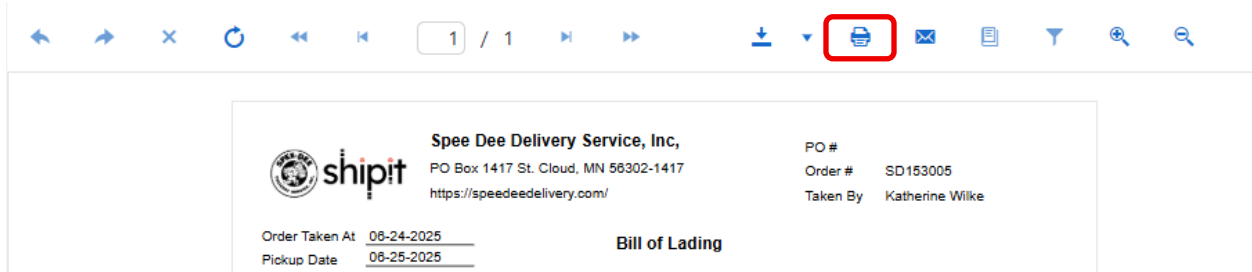 1 / 1
SPEE-DEE
shipit
Spee Dee Delivery Service, Inc,
PO Box 1417 St. Cloud, MN 56302-1417
https://speedeedelivery.com/
PO #
Order # SD153005
Taken By Katherine Wilke
Order Taken At 06-24-2025
Pickup Date 06-25-2025
Bill of Lading